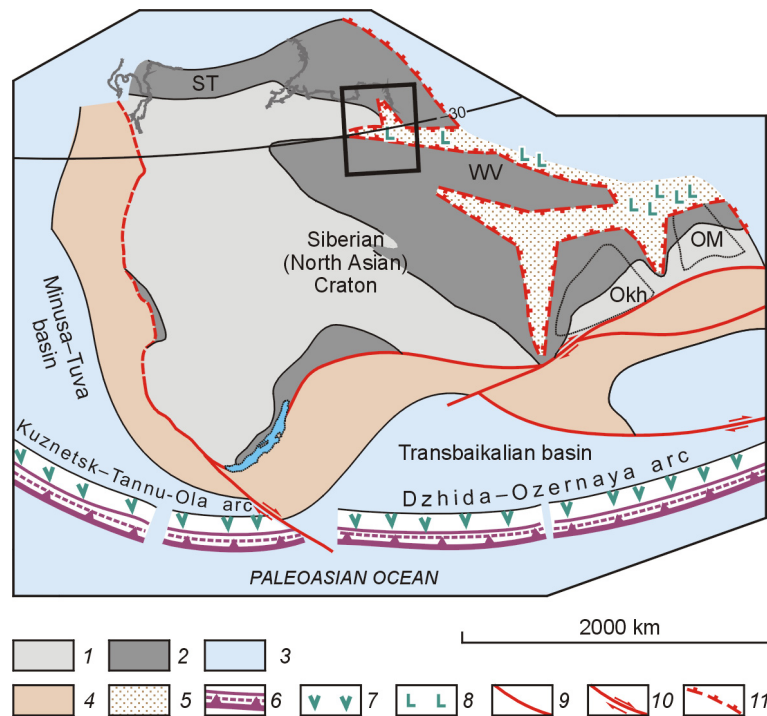 ST
30
WV
Siberian
(North Asian)
Craton
OM
Okh
Minusa–Tuva
basin
Transbaikalian basin
Kuznetsk–Tannu-Ola arc
Dzhida–Ozernaya arc
PALEOASIAN OCEAN
2000 km
1 2 3
4 5 6 7 8 9 10 11
L L L L L L L L L